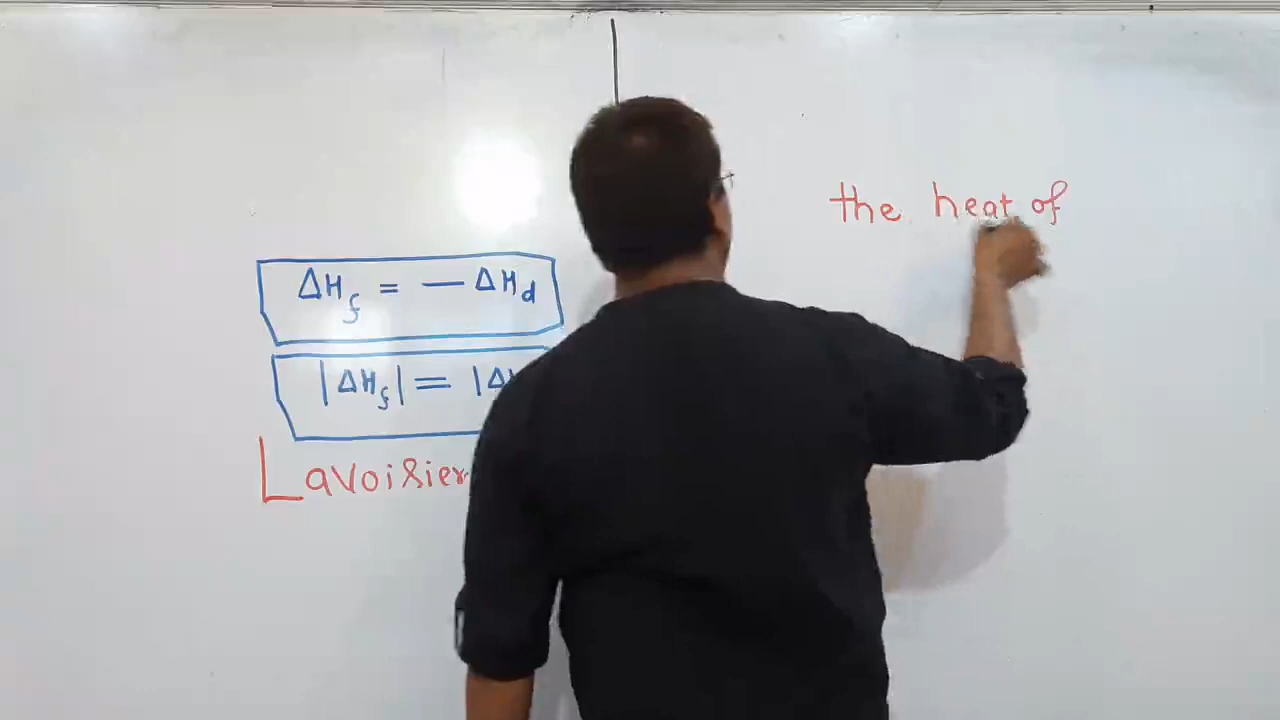 ΔH_f = — ΔH_d
|ΔH_f| = |Δ
Lavoisier
the heat of